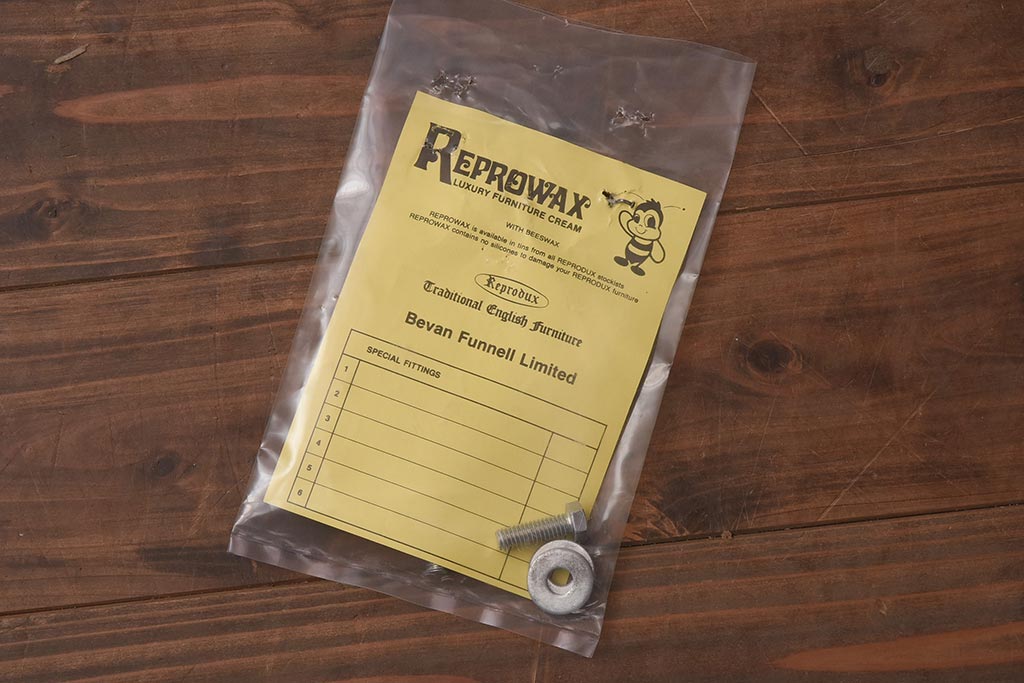 REPROWAX
LUXURY FURNITURE CREAM
WITH BEESWAX
REPROWAX is available in tins from all REPRODUX stockists
REPROWAX contains no silicones to damage your REPRODUX furniture
Reprodux
Traditional English Furniture
Bevan Funnell Limited
SPECIAL FITTINGS
1
2
3
4
5
6